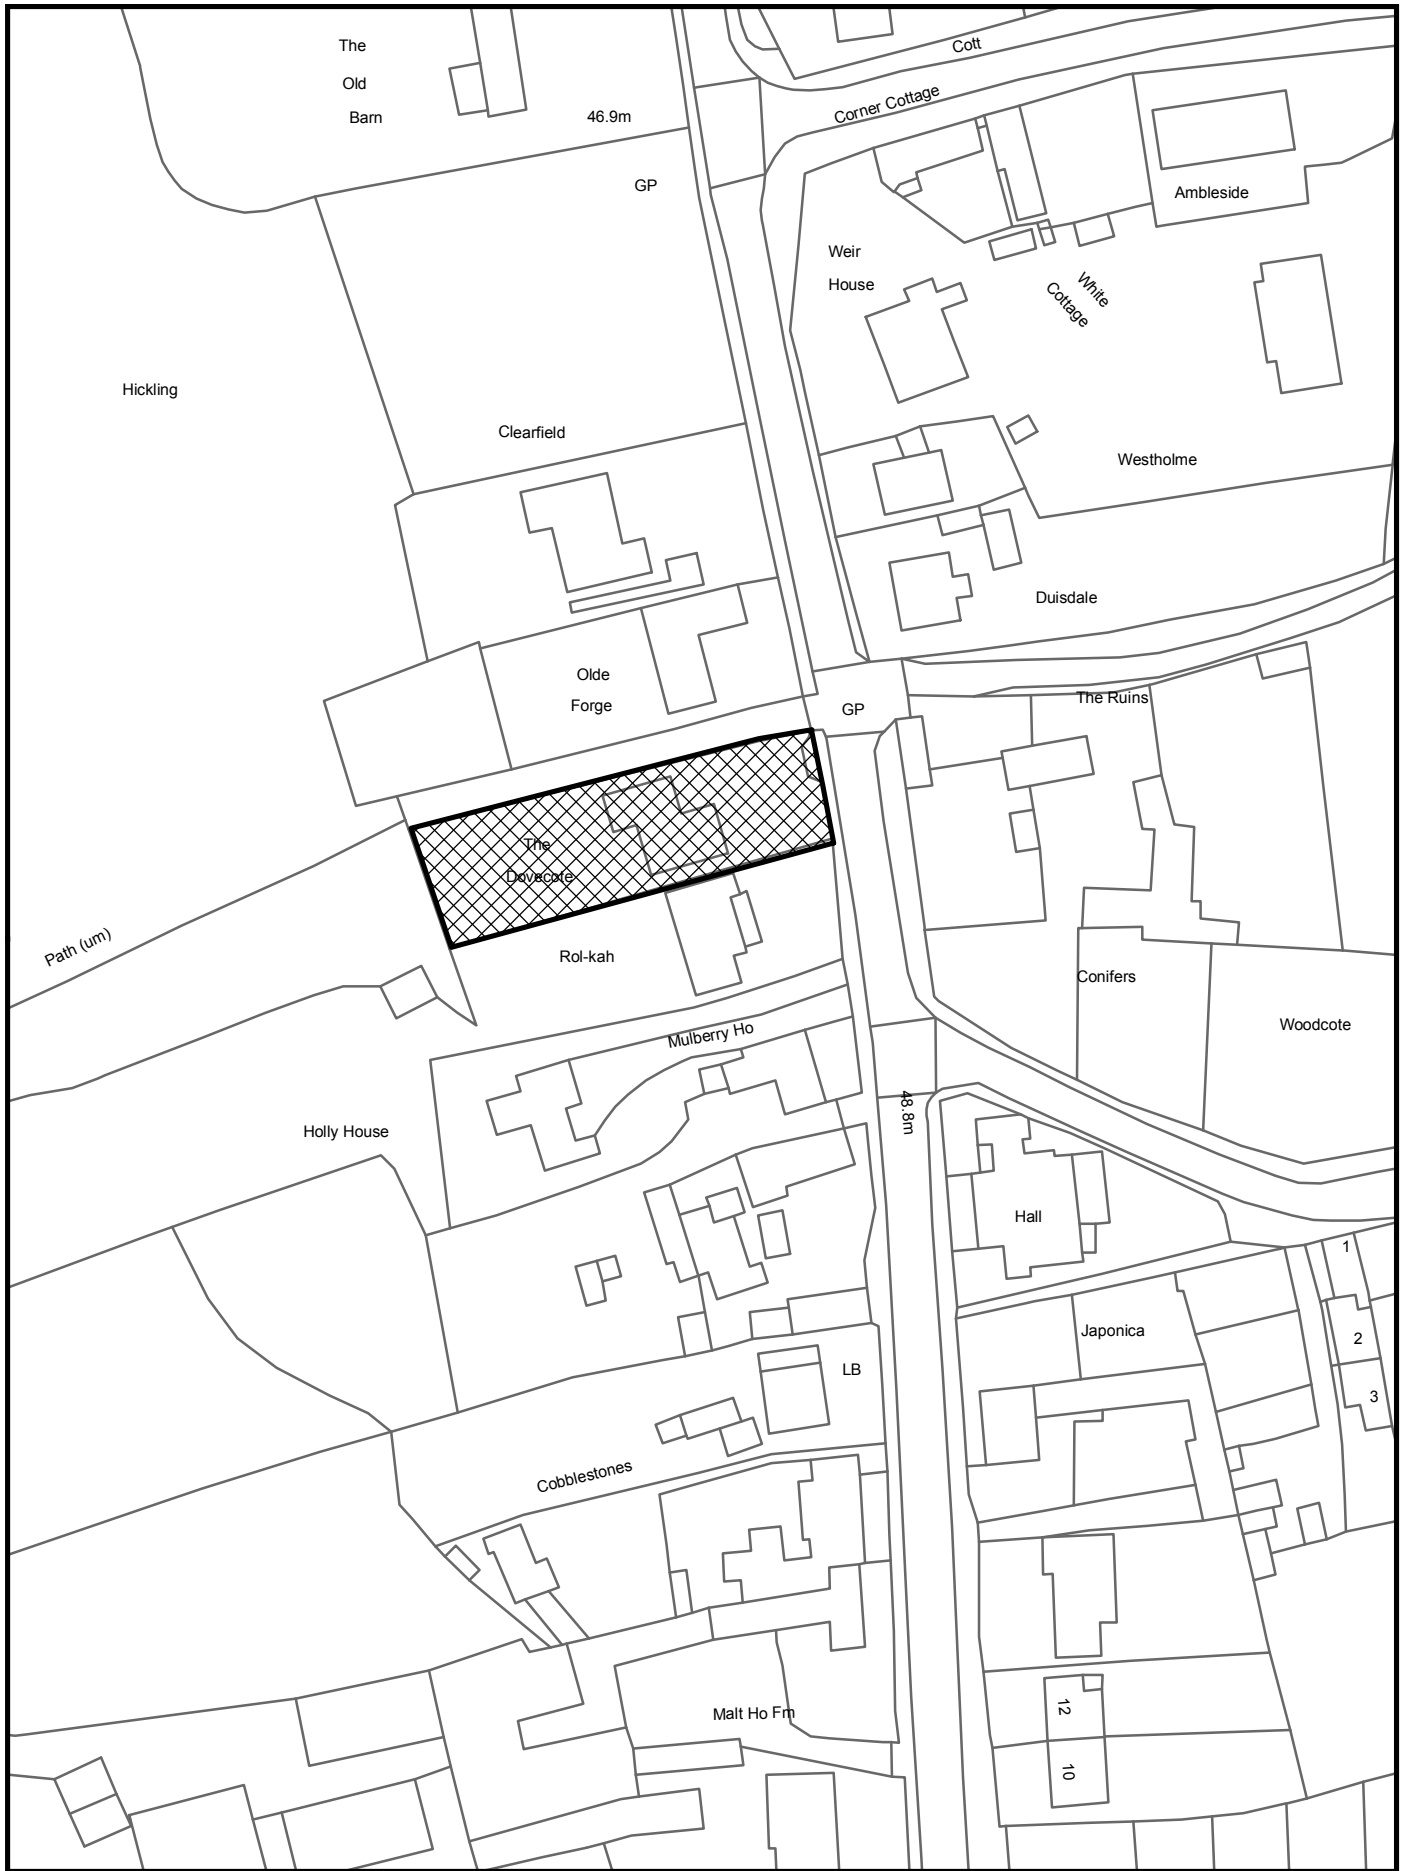 The
Old
Barn
Cott
Corner Cottage
46.9m
GP
Ambleside
Weir
House
White
Cottage
Hickling
Clearfield
Westholme
Duisdale
Olde
Forge
GP
The Ruins
The
Dovecote
Path (um)
Rol-kah
Conifers
Woodcote
Mulberry Ho
48.8m
Holly House
Hall
1
Japonica
2
LB
3
Cobblestones
Malt Ho Fm
12
10